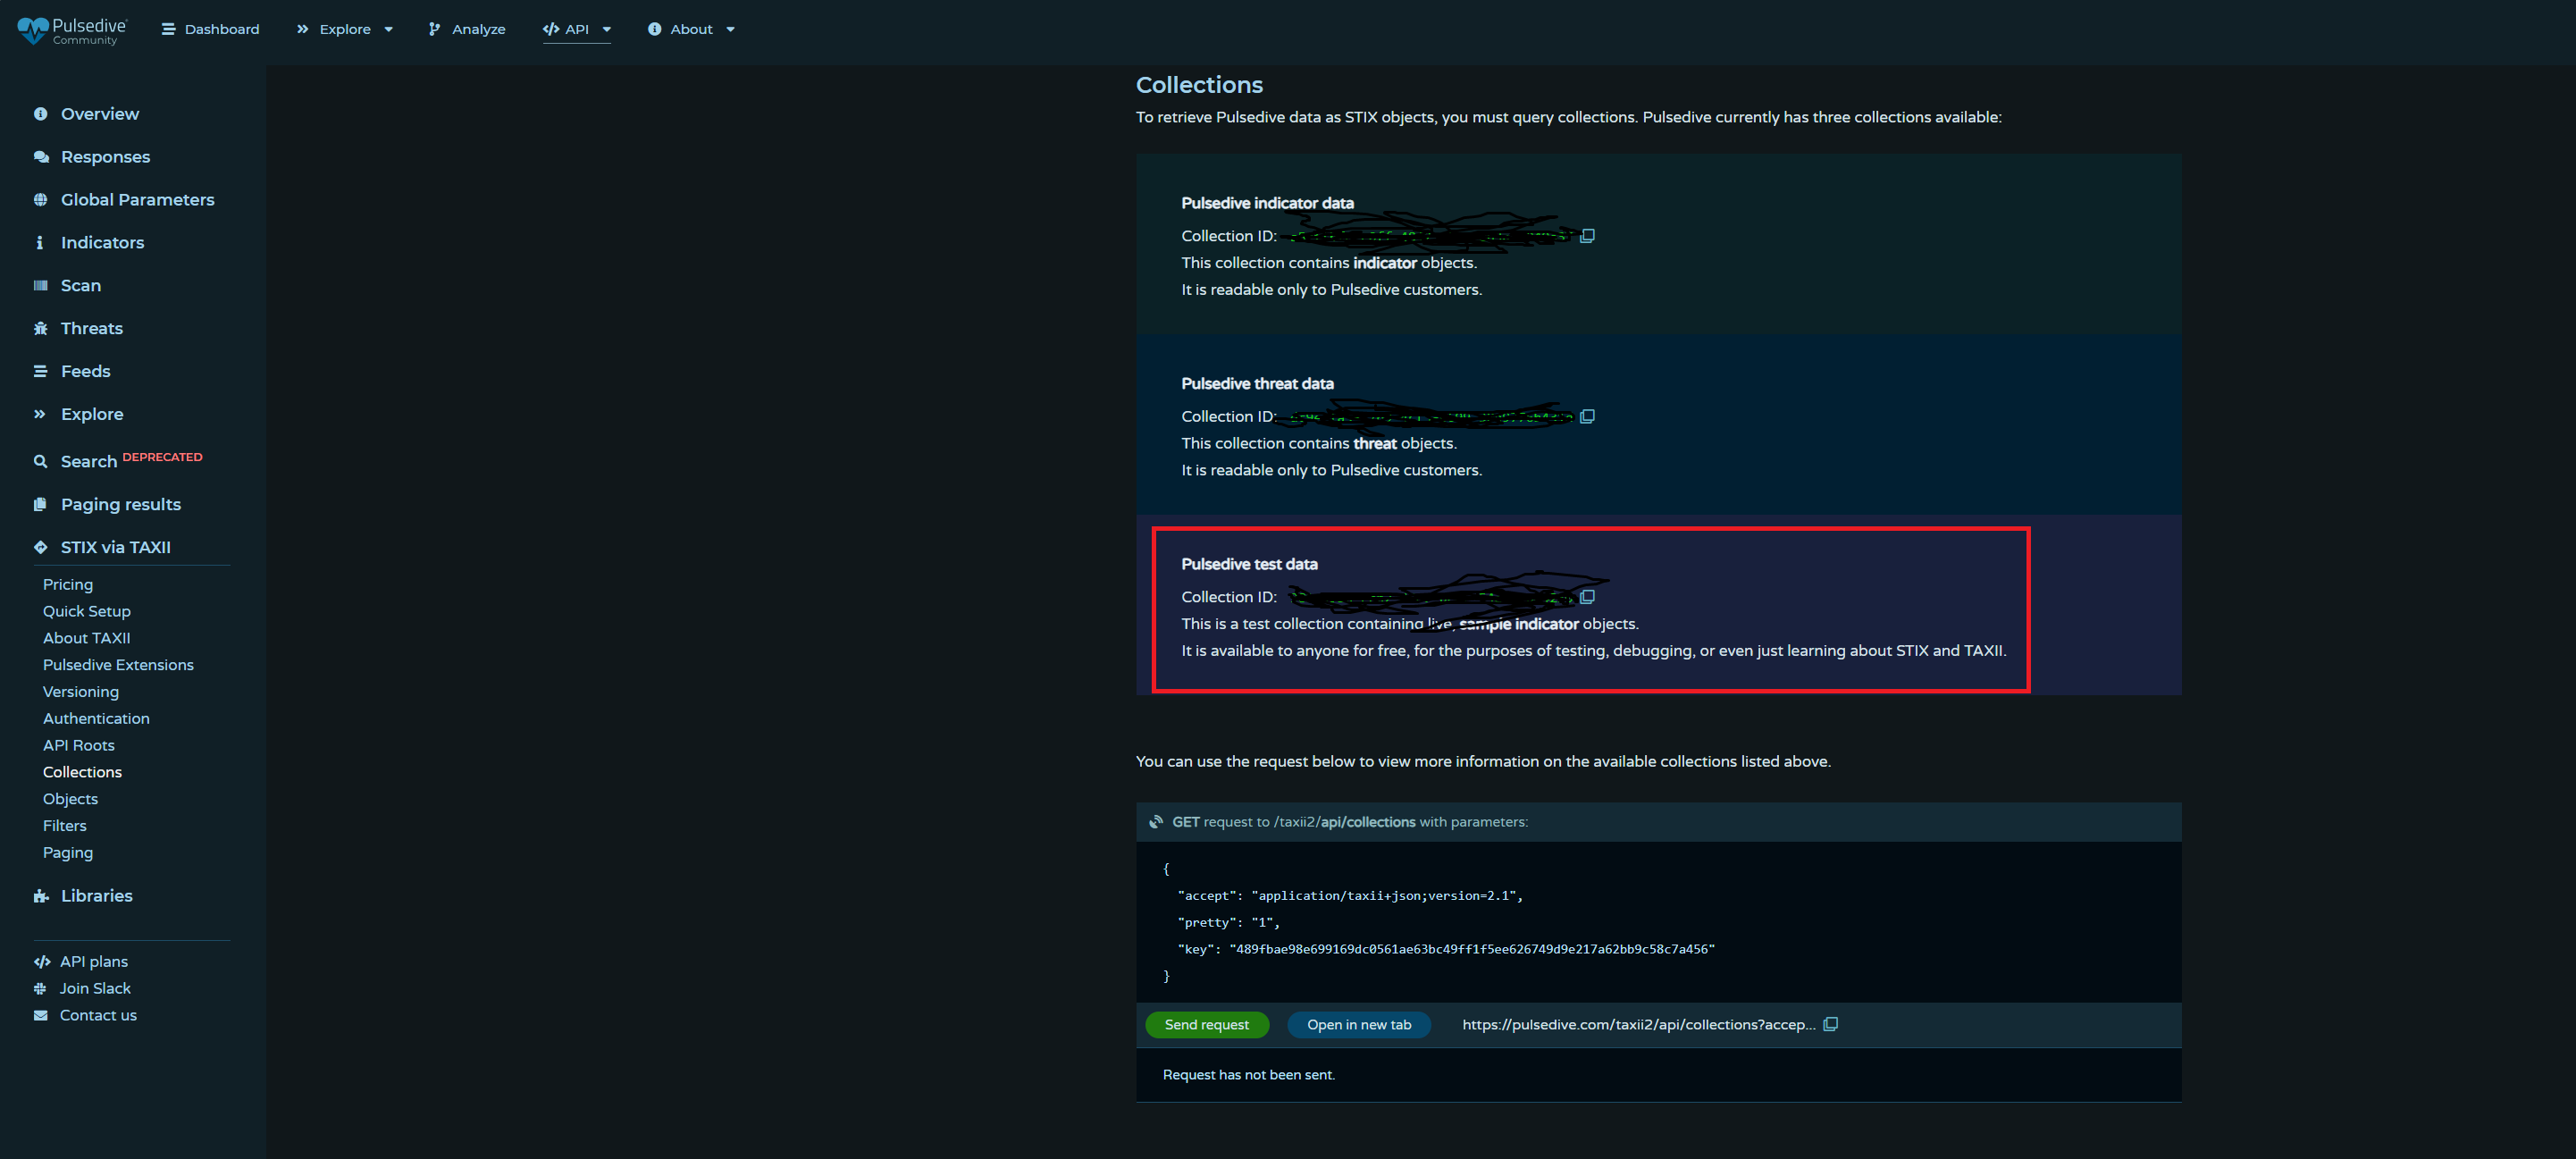 Pulsedive
Community
Dashboard
Explore
Analyze
API
About
Overview
Responses
Global Parameters
Indicators
Scan
Threats
Feeds
Explore
Search DEPRECATED
Paging results
STIX via TAXII
Pricing
Quick Setup
About TAXII
Pulsedive Extensions
Versioning
Authentication
API Roots
Collections
Objects
Filters
Paging
Libraries
API plans
Join Slack
Contact us
Collections
To retrieve Pulsedive data as STIX objects, you must query collections. Pulsedive currently has three collections available:
Pulsedive indicator data
Collection ID:
This collection contains indicator objects.
It is readable only to Pulsedive customers.
Pulsedive threat data
Collection ID:
This collection contains threat objects.
It is readable only to Pulsedive customers.
Pulsedive test data
Collection ID:
This is a test collection containing live, sample indicator objects.
It is available to anyone for free, for the purposes of testing, debugging, or even just learning about STIX and TAXII.
You can use the request below to view more information on the available collections listed above.
GET request to /taxii2/api/collections with parameters:
{
"accept": "application/taxii+json;version=2.1",
"pretty": "1",
"key": "489fbae98e699169dc0561ae63bc49ff1f5ee626749d9e217a62bb9c58c7a456"
}
Send request
Open in new tab
https://pulsedive.com/taxii2/api/collections?accep...
Request has not been sent.